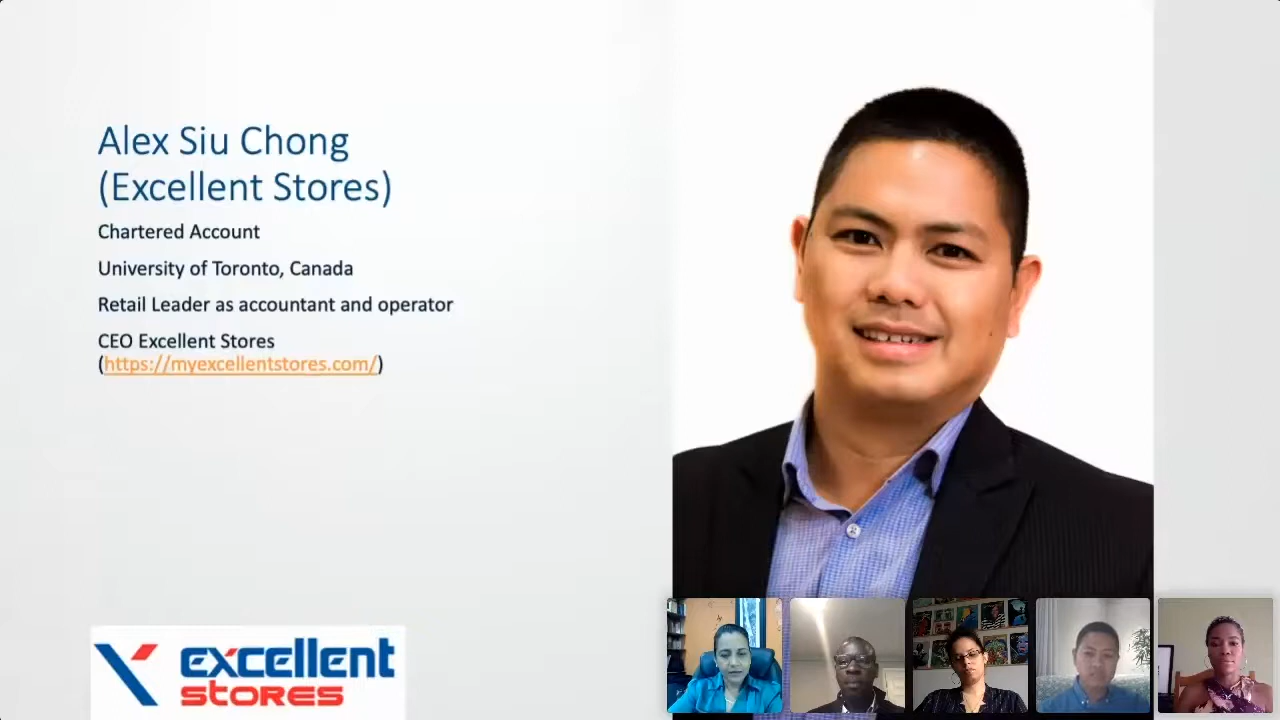 Alex Siu Chong
(Excellent Stores)
Chartered Account
University of Toronto, Canada
Retail Leader as accountant and operator
CEO Excellent Stores
(https://myexcellentstores.com/)
excellent
STORES